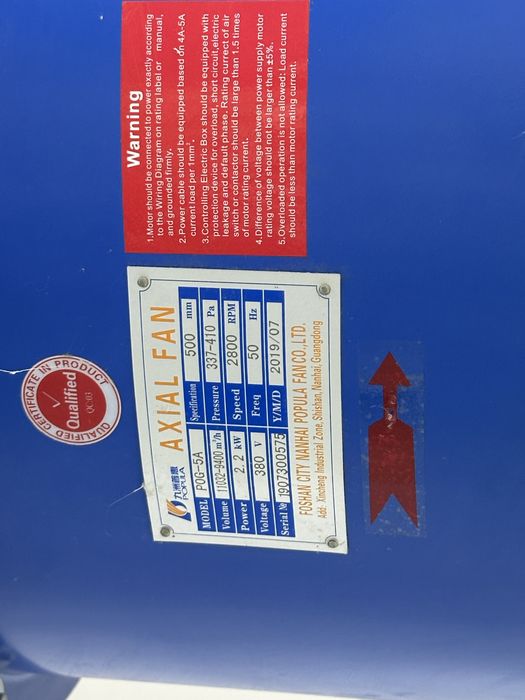 Warning
1.Motor should be connected to power exactly according
to the Wiring Diagram on rating label or manual,
and grounded firmly.
2.Power cable should be equipped based on 4A-5A
current load per 1mm².
3.Controlling Electric Box should be equipped with
protection device for overload, short circuit,electric
leakage and default phase. Rating currect of air
switch or contactor should be large than 1.5 times
of motor rating current.
4.Difference of voltage between power supply motor
rating voltage should not be larger than ±5%.
5.Overloaded operation is not allowed: Load current
should be less than motor rating current.
九洲普惠
POPULA
AXIAL FAN
MODEL POG-5A Specification 500 mm
Volume 11032-9400 m³/h Pressure 337-410 Pa
Power 2.2 kW Speed 2800 RPM
Voltage 380 V Freq 50 Hz
Serial № 1907300575 Y/M/D 2019/07
FOSHAN CITY NANHAI POPULA FAN CO.,LTD.
Add: Xincheng Industrial Zone, Shishan, Nanhai, Guangdong
CERTIFICATE IN PRODUCT
Qualified
QC:03
QUALIFIED